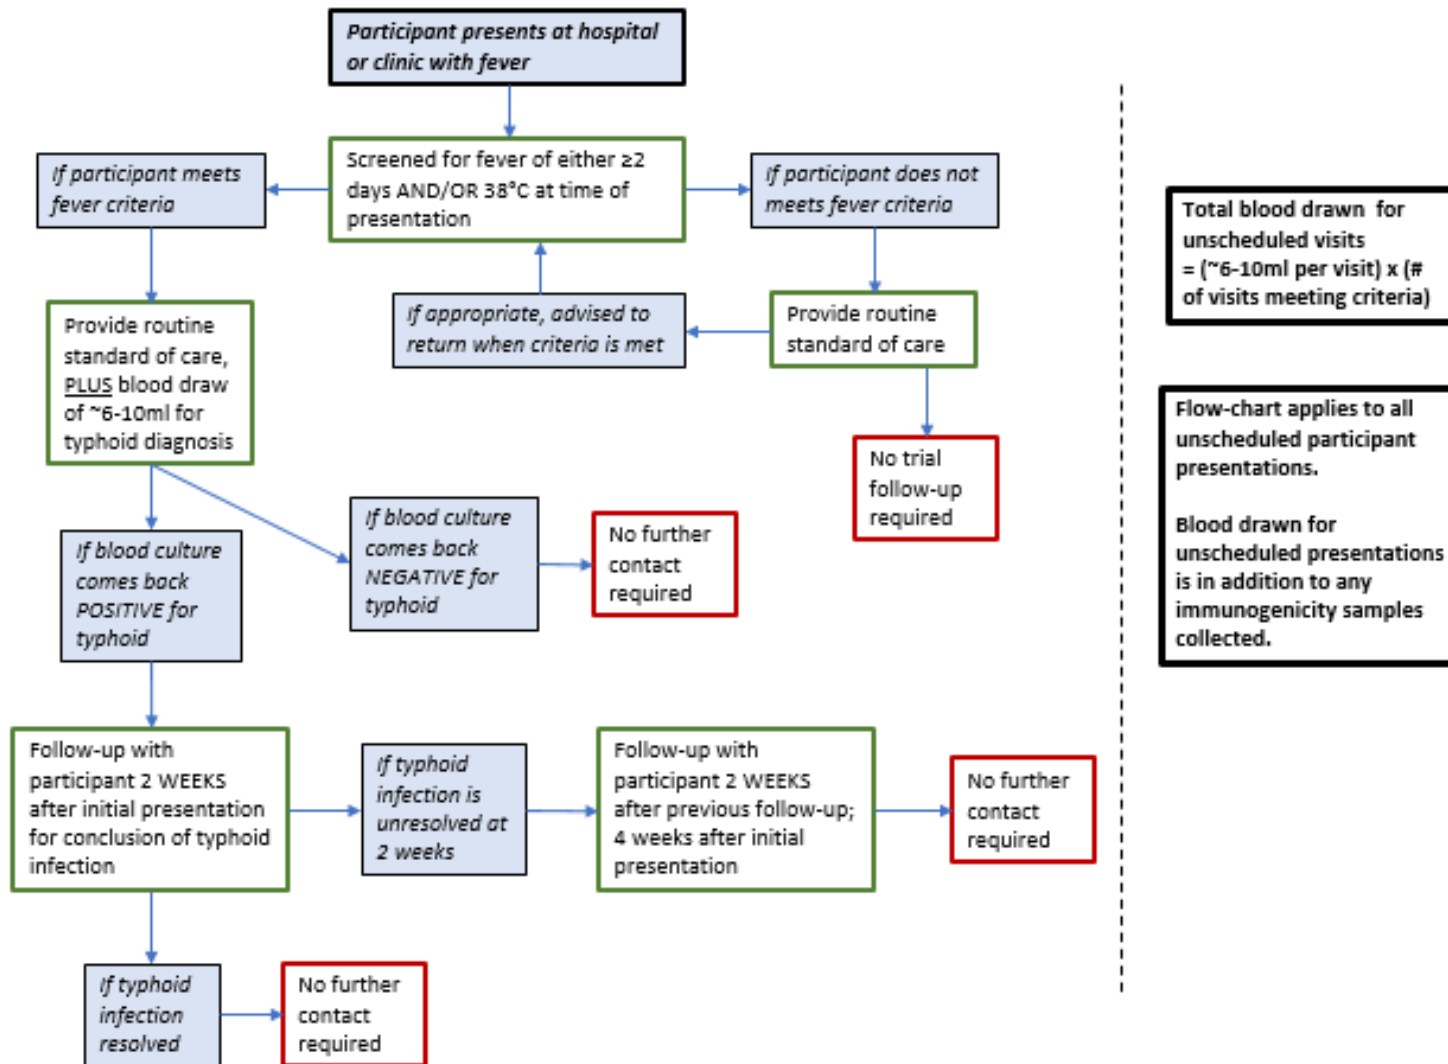 Participant presents at hospital
or clinic with fever
Screened for fever of either ≥2
days AND/OR 38°C at time of
presentation
If participant meets
fever criteria
If participant does not
meets fever criteria
Provide routine
standard of care,
PLUS blood draw
of ~6-10ml for
typhoid diagnosis
If appropriate, advised to
return when criteria is met
Provide routine
standard of care
No trial
follow-up
required
If blood culture
comes back
POSITIVE for
typhoid
If blood culture
comes back
NEGATIVE for
typhoid
No further
contact
required
Follow-up with
participant 2 WEEKS
after initial presentation
for conclusion of typhoid
infection
If typhoid
infection is
unresolved at
2 weeks
Follow-up with
participant 2 WEEKS
after previous follow-up;
4 weeks after initial
presentation
No further
contact
required
If typhoid
infection
resolved
No further
contact
required
Total blood drawn for
unscheduled visits
= (~6-10ml per visit) x (#
of visits meeting criteria)
Flow-chart applies to all
unscheduled participant
presentations.
Blood drawn for
unscheduled presentations
is in addition to any
immunogenicity samples
collected.